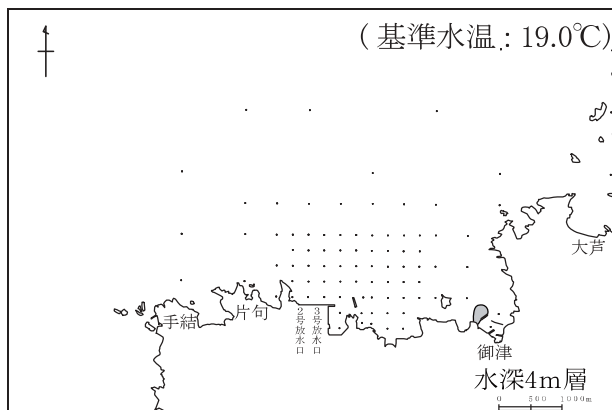 (基準水温:19.0℃)
大芦
手結
片句
2号放水口
3号放水口
御津
水深4m層
0 500 1000m